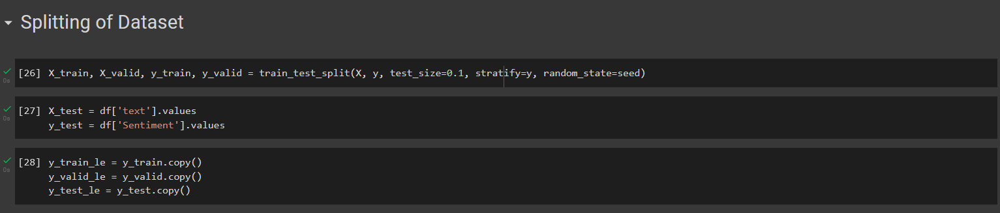 Splitting of Dataset
[26] X_train, X_valid, y_train, y_valid = train_test_split(X, y, test_size=0.1, stratify=y, random_state=seed)
0s
[27] X_test = df['text'].values
0s
y_test = df['Sentiment'].values
[28] y_train_le = y_train.copy()
0s
y_valid_le = y_valid.copy()
y_test_le = y_test.copy()